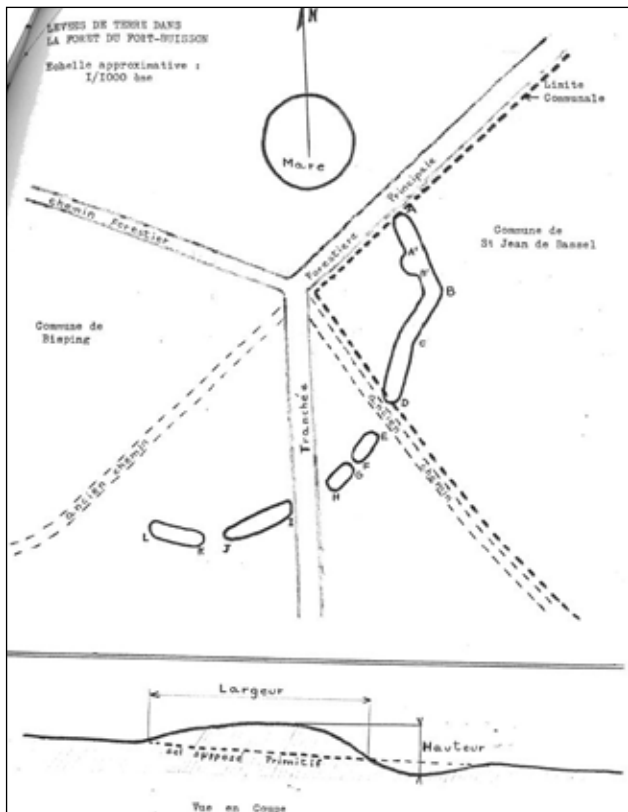 LEVEES DE TERRE DANS
LA FORET DU FORT-BUISSON
Echelle approximative :
1/1000 ème
N
Mare
Limite
Communale
chemin Forestier
Forestière Principale
Commune de
St Jean de Bassel
Commune de
Bisping
A
A'
B'
B
C
D
E
F
G
H
I
J
K
L
Tranchée
ancien chemin
ancien chemin
Largeur
Hauteur
sol supposé Primitif
Vue en Coupe